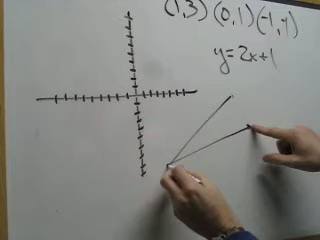 (1,3) (0,1) (-1,-1)
y=2x+1